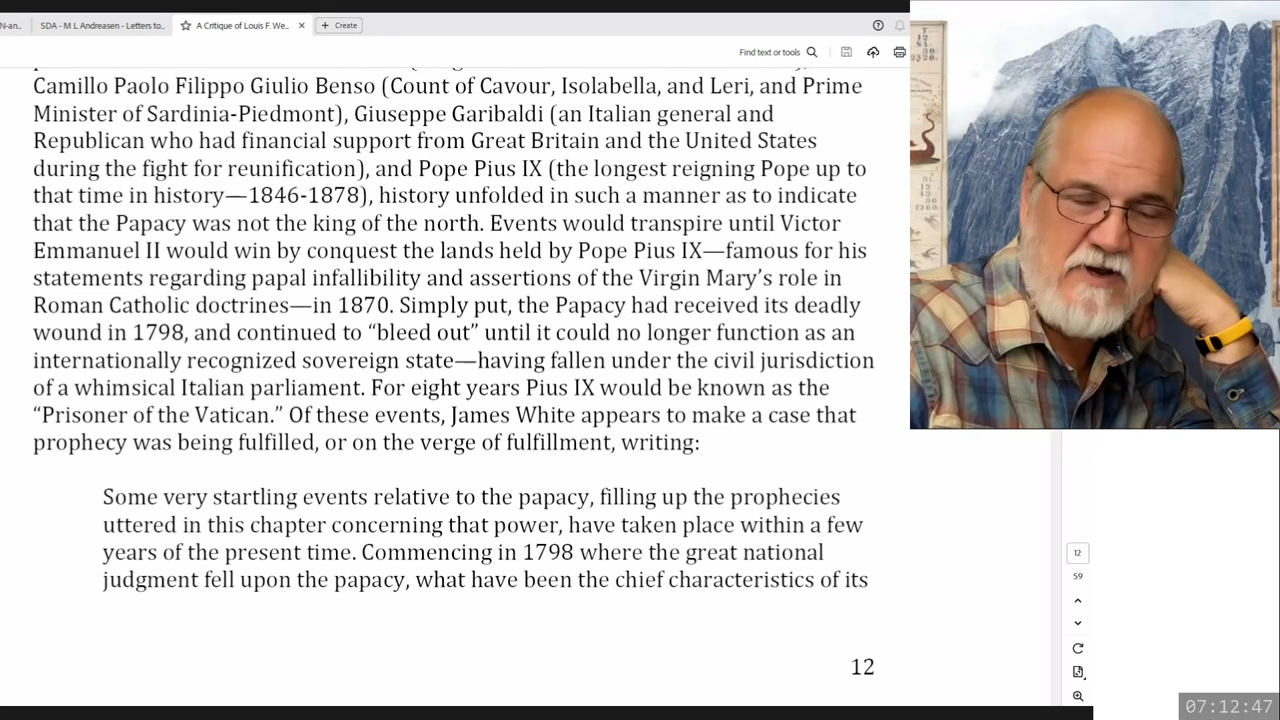 N-an..
SDA - M L Andreasen - Letters to..
A Critique of Louis F. We..
Create
Find text or tools
Camillo Paolo Filippo Giulio Benso (Count of Cavour, Isolabella, and Leri, and Prime
Minister of Sardinia-Piedmont), Giuseppe Garibaldi (an Italian general and
Republican who had financial support from Great Britain and the United States
during the fight for reunification), and Pope Pius IX (the longest reigning Pope up to
that time in history—1846-1878), history unfolded in such a manner as to indicate
that the Papacy was not the king of the north. Events would transpire until Victor
Emmanuel II would win by conquest the lands held by Pope Pius IX—famous for his
statements regarding papal infallibility and assertions of the Virgin Mary’s role in
Roman Catholic doctrines—in 1870. Simply put, the Papacy had received its deadly
wound in 1798, and continued to “bleed out” until it could no longer function as an
internationally recognized sovereign state—having fallen under the civil jurisdiction
of a whimsical Italian parliament. For eight years Pius IX would be known as the
“Prisoner of the Vatican.” Of these events, James White appears to make a case that
prophecy was being fulfilled, or on the verge of fulfillment, writing:
Some very startling events relative to the papacy, filling up the prophecies
uttered in this chapter concerning that power, have taken place within a few
years of the present time. Commencing in 1798 where the great national
judgment fell upon the papacy, what have been the chief characteristics of its
12
12
59
07:12:47